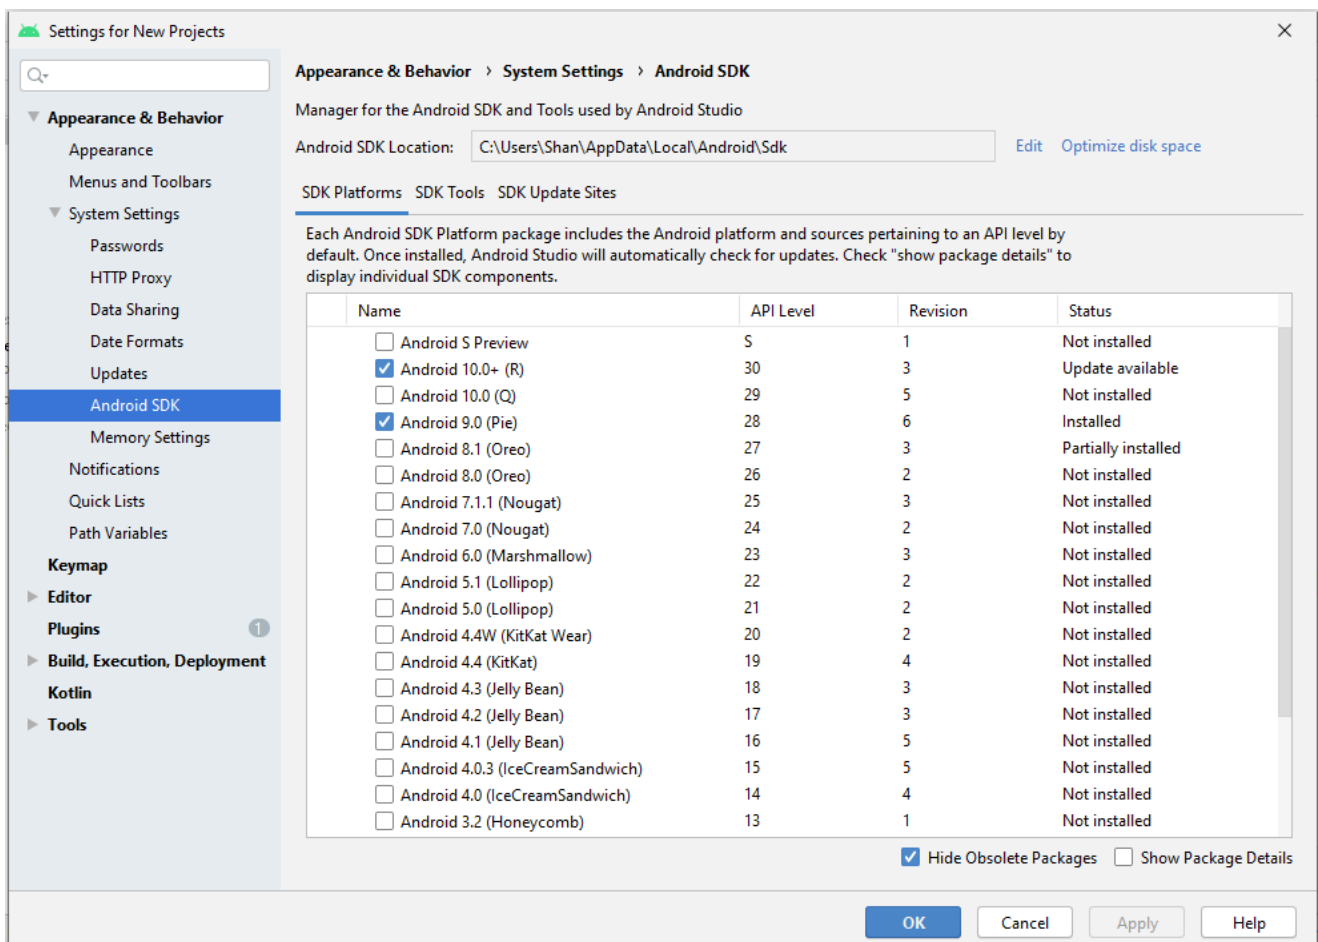 Settings for New Projects
Appearance & Behavior
Appearance
Menus and Toolbars
System Settings
Passwords
HTTP Proxy
Data Sharing
Date Formats
Updates
Android SDK
Memory Settings
Notifications
Quick Lists
Path Variables
Keymap
Editor
Plugins 1
Build, Execution, Deployment
Kotlin
Tools
Appearance & Behavior › System Settings › Android SDK
Manager for the Android SDK and Tools used by Android Studio
Android SDK Location: C:\Users\Shan\AppData\Local\Android\Sdk Edit Optimize disk space
SDK Platforms SDK Tools SDK Update Sites
Each Android SDK Platform package includes the Android platform and sources pertaining to an API level by
default. Once installed, Android Studio will automatically check for updates. Check "show package details" to
display individual SDK components.
Name API Level Revision Status
Android S Preview S 1 Not installed
Android 10.0+ (R) 30 3 Update available
Android 10.0 (Q) 29 5 Not installed
Android 9.0 (Pie) 28 6 Installed
Android 8.1 (Oreo) 27 3 Partially installed
Android 8.0 (Oreo) 26 2 Not installed
Android 7.1.1 (Nougat) 25 3 Not installed
Android 7.0 (Nougat) 24 2 Not installed
Android 6.0 (Marshmallow) 23 3 Not installed
Android 5.1 (Lollipop) 22 2 Not installed
Android 5.0 (Lollipop) 21 2 Not installed
Android 4.4W (KitKat Wear) 20 2 Not installed
Android 4.4 (KitKat) 19 4 Not installed
Android 4.3 (Jelly Bean) 18 3 Not installed
Android 4.2 (Jelly Bean) 17 3 Not installed
Android 4.1 (Jelly Bean) 16 5 Not installed
Android 4.0.3 (IceCreamSandwich) 15 5 Not installed
Android 4.0 (IceCreamSandwich) 14 4 Not installed
Android 3.2 (Honeycomb) 13 1 Not installed
Hide Obsolete Packages Show Package Details
OK Cancel Apply Help